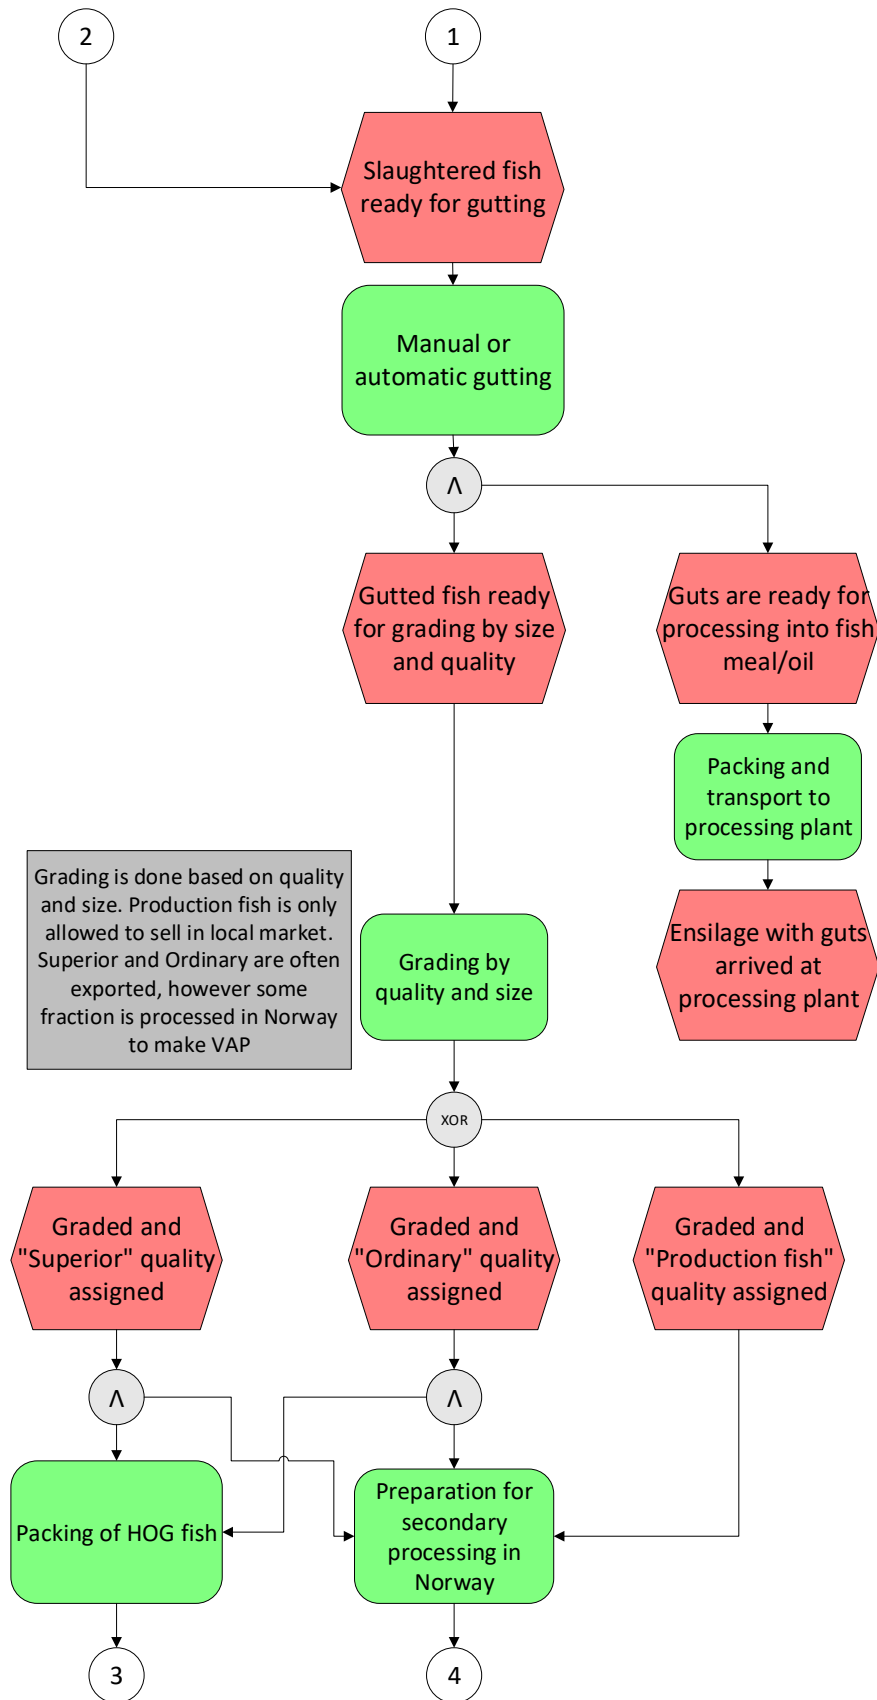 2
1
Slaughtered fish
ready for gutting
Manual or
automatic gutting
Λ
Gutted fish ready
for grading by size
and quality
Guts are ready for
processing into fish
meal/oil
Packing and
transport to
processing plant
Grading is done based on quality
and size. Production fish is only
allowed to sell in local market.
Superior and Ordinary are often
exported, however some
fraction is processed in Norway
to make VAP
Grading by
quality and size
Ensilage with guts
arrived at
processing plant
XOR
Graded and
"Superior" quality
assigned
Graded and
"Ordinary" quality
assigned
Graded and
"Production fish"
quality assigned
Λ
Λ
Packing of HOG fish
Preparation for
secondary
processing in
Norway
3
4